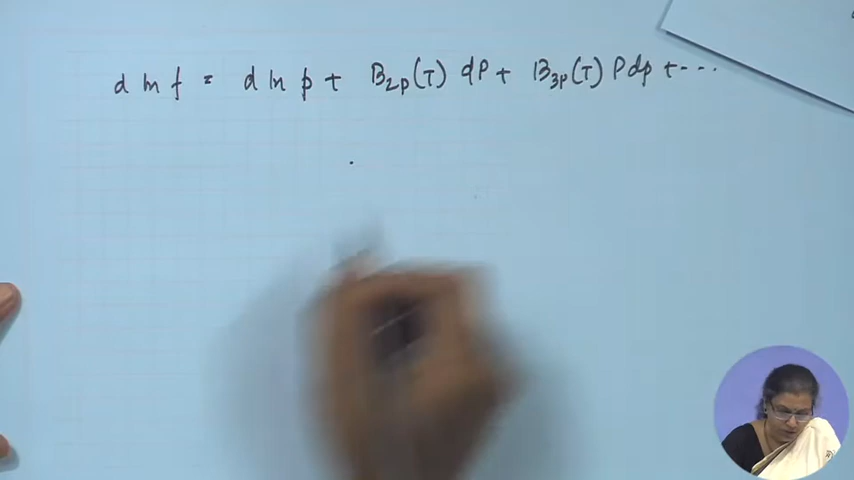 d ln f = d ln p + B₂ₚ(T) dP + B₃ₚ(T) P dp + - - ..